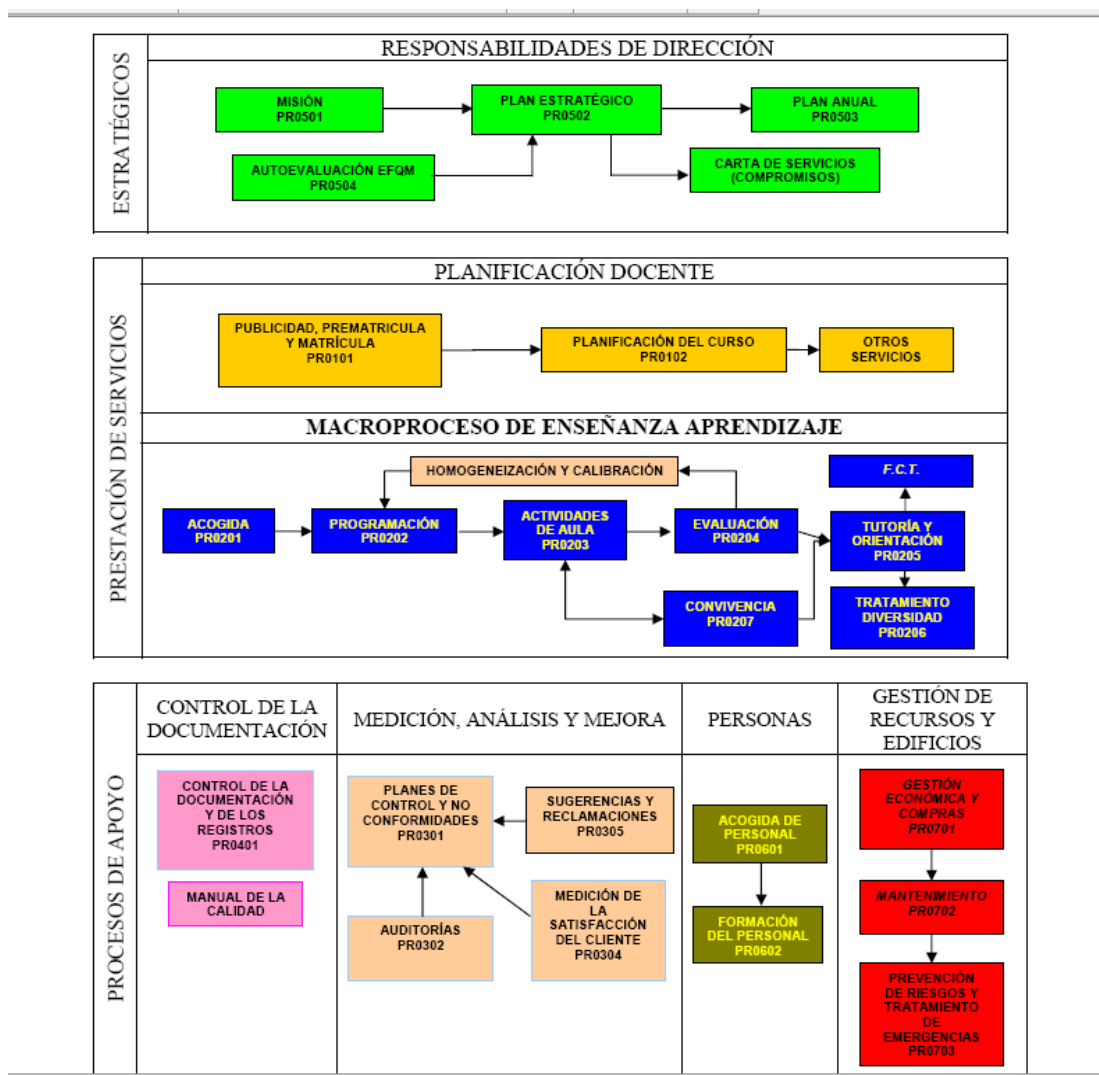 ESTRATÉGICOS
RESPONSABILIDADES DE DIRECCIÓN
MISIÓN
PR0501
PLAN ESTRATÉGICO
PR0502
PLAN ANUAL
PR0503
AUTOEVALUACIÓN EFQM
PR0504
CARTA DE SERVICIOS
(COMPROMISOS)
PRESTACIÓN DE SERVICIOS
PLANIFICACIÓN DOCENTE
PUBLICIDAD, PREMATRICULA
Y MATRÍCULA
PR0101
PLANIFICACIÓN DEL CURSO
PR0102
OTROS
SERVICIOS
MACROPROCESO DE ENSEÑANZA APRENDIZAJE
HOMOGENEIZACIÓN Y CALIBRACIÓN
F.C.T.
ACOGIDA
PR0201
PROGRAMACIÓN
PR0202
ACTIVIDADES
DE AULA
PR0203
EVALUACIÓN
PR0204
TUTORÍA Y
ORIENTACIÓN
PR0205
CONVIVENCIA
PR0207
TRATAMIENTO
DIVERSIDAD
PR0206
PROCESOS DE APOYO
CONTROL DE LA
DOCUMENTACIÓN
CONTROL DE LA
DOCUMENTACIÓN
Y DE LOS
REGISTROS
PR0401
MANUAL DE LA
CALIDAD
MEDICIÓN, ANÁLISIS Y MEJORA
PLANES DE
CONTROL Y NO
CONFORMIDADES
PR0301
SUGERENCIAS Y
RECLAMACIONES
PR0305
AUDITORÍAS
PR0302
MEDICIÓN DE
LA
SATISFACCIÓN
DEL CLIENTE
PR0304
PERSONAS
ACOGIDA DE
PERSONAL
PR0601
FORMACIÓN
DEL PERSONAL
PR0602
GESTIÓN DE
RECURSOS Y
EDIFICIOS
GESTIÓN
ECONÓMICA Y
COMPRAS
PR0701
MANTENIMIENTO
PR0702
PREVENCIÓN
DE RIESGOS Y
TRATAMIENTO
DE
EMERGENCIAS
PR0703